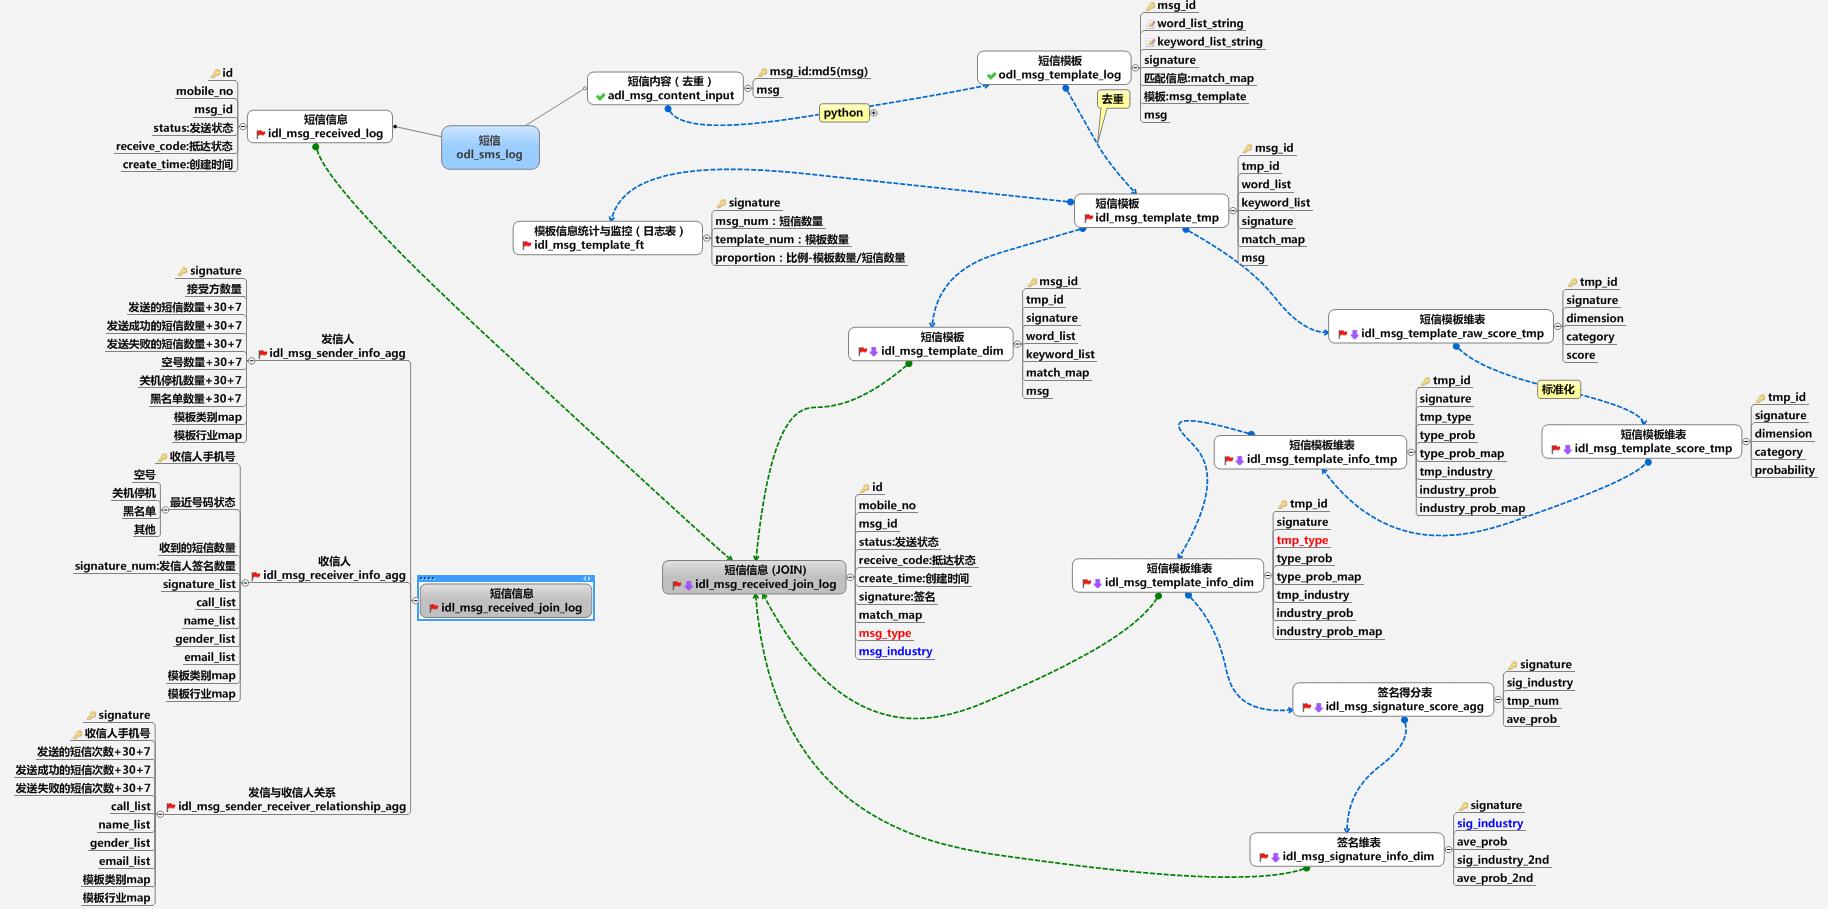 id
mobile_no
msg_id
status:发送状态
receive_code:抵达状态
create_time:创建时间
短信信息
idl_msg_received_log
短信
odl_sms_log
短信内容（去重）
adl_msg_content_input
msg_id:md5(msg)
msg
python
短信模板
odl_msg_template_log
msg_id
word_list_string
keyword_list_string
signature
匹配信息:match_map
模板:msg_template
msg
去重
短信模板
idl_msg_template_tmp
msg_id
tmp_id
word_list
keyword_list
signature
match_map
msg
模板信息统计与监控（日志表）
idl_msg_template_ft
signature
msg_num：短信数量
template_num：模板数量
proportion：比例-模板数量/短信数量
短信模板
idl_msg_template_dim
msg_id
tmp_id
signature
word_list
keyword_list
match_map
msg
短信模板维表
idl_msg_template_raw_score_tmp
tmp_id
signature
dimension
category
score
标准化
短信模板维表
idl_msg_template_score_tmp
tmp_id
signature
dimension
category
probability
短信模板维表
idl_msg_template_info_tmp
tmp_id
signature
tmp_type
type_prob
type_prob_map
tmp_industry
industry_prob
industry_prob_map
短信模板维表
idl_msg_template_info_dim
tmp_id
signature
tmp_type
type_prob
type_prob_map
tmp_industry
industry_prob
industry_prob_map
签名得分表
idl_msg_signature_score_agg
signature
sig_industry
tmp_num
ave_prob
签名维表
idl_msg_signature_info_dim
signature
sig_industry
ave_prob
sig_industry_2nd
ave_prob_2nd
短信信息 (JOIN)
idl_msg_received_join_log
id
mobile_no
msg_id
status:发送状态
receive_code:抵达状态
create_time:创建时间
signature:签名
match_map
msg_type
msg_industry
短信信息
idl_msg_received_join_log
发信人
idl_msg_sender_info_agg
signature
接受方数量
发送的短信数量+30+7
发送成功的短信数量+30+7
发送失败的短信数量+30+7
空号数量+30+7
关机停机数量+30+7
黑名单数量+30+7
模板类别map
模板行业map
收信人
idl_msg_receiver_info_agg
收信人手机号
最近号码状态
空号
关机停机
黑名单
其他
收到的短信数量
signature_num:发信人签名数量
signature_list
call_list
name_list
gender_list
email_list
模板类别map
模板行业map
发信与收信人关系
idl_msg_sender_receiver_relationship_agg
signature
收信人手机号
发送的短信次数+30+7
发送成功的短信次数+30+7
发送失败的短信次数+30+7
call_list
name_list
gender_list
email_list
模板类别map
模板行业map